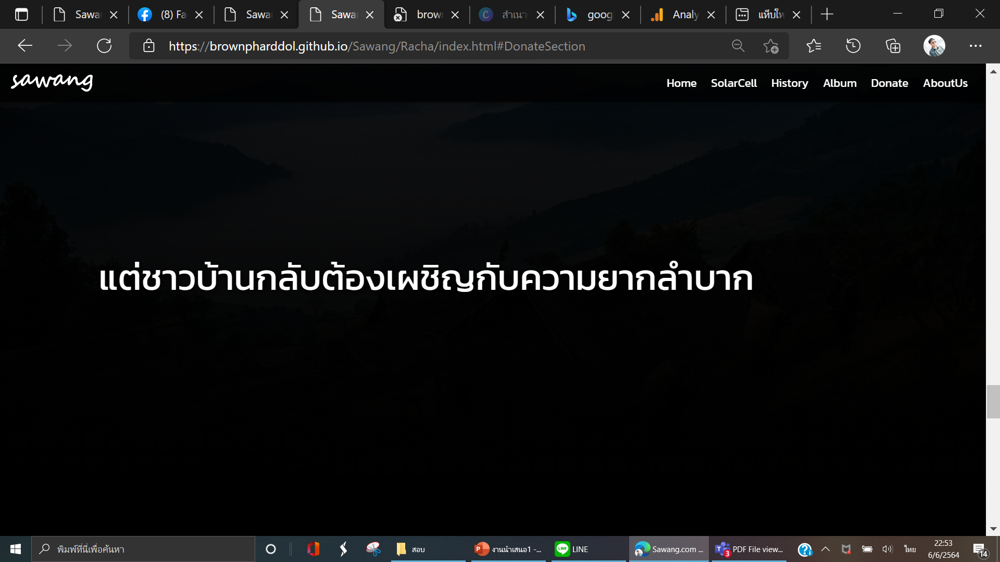 Sawa
(8) Fa
Sawa
Sawa
brow
สำเนา
goog
Analy
แท็บให
https://brownpharddol.github.io/Sawang/Racha/index.html#DonateSection
sawang
Home SolarCell History Album Donate AboutUs
แต่ชาวบ้านกลับต้องเผชิญกับความยากลำบาก
พิมพ์ที่นี่เพื่อค้นหา
สอบ
งานนำเสนอ1 -...
LINE
Sawang.com ...
3
PDF File view...
ไทย
22:53
6/6/2564
14